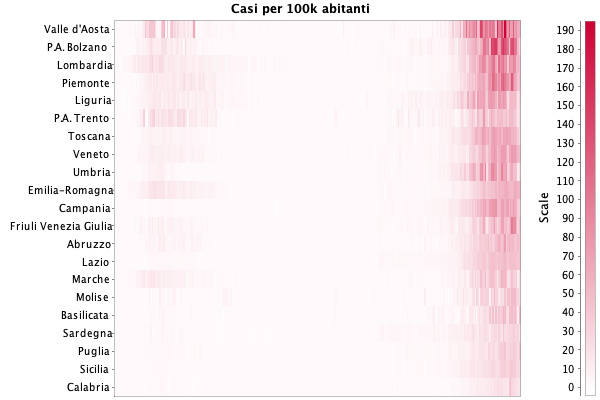 Casi per 100k abitanti
Valle d'Aosta
P.A. Bolzano
Lombardia
Piemonte
Liguria
P.A. Trento
Toscana
Veneto
Umbria
Emilia-Romagna
Campania
Friuli Venezia Giulia
Abruzzo
Lazio
Marche
Molise
Basilicata
Sardegna
Puglia
Sicilia
Calabria
Scale
190
180
170
160
150
140
130
120
110
100
90
80
70
60
50
40
30
20
10
0